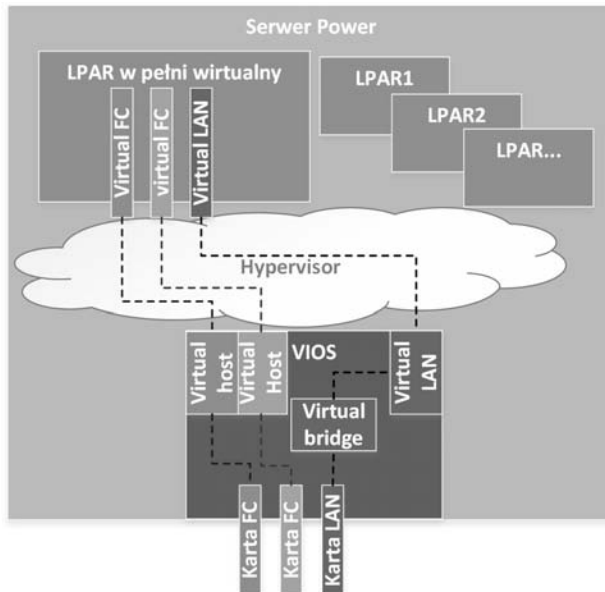 Serwer Power
LPAR w pełni wirtualny
Virtual FC
virtual FC
Virtual LAN
LPAR1
LPAR2
LPAR...
Hypervisor
Virtual
host
Virtual
Host
VIOS
Virtual
LAN
Virtual
bridge
Karta FC
Karta FC
Karta LAN